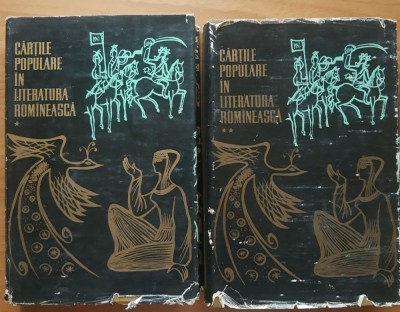 CĂRȚILE
POPULARE
ÎN
LITERATURA
ROMÎNEASCĂ
*
CĂRȚILE
POPULARE
ÎN
LITERATURA
ROMÎNEASCĂ
**